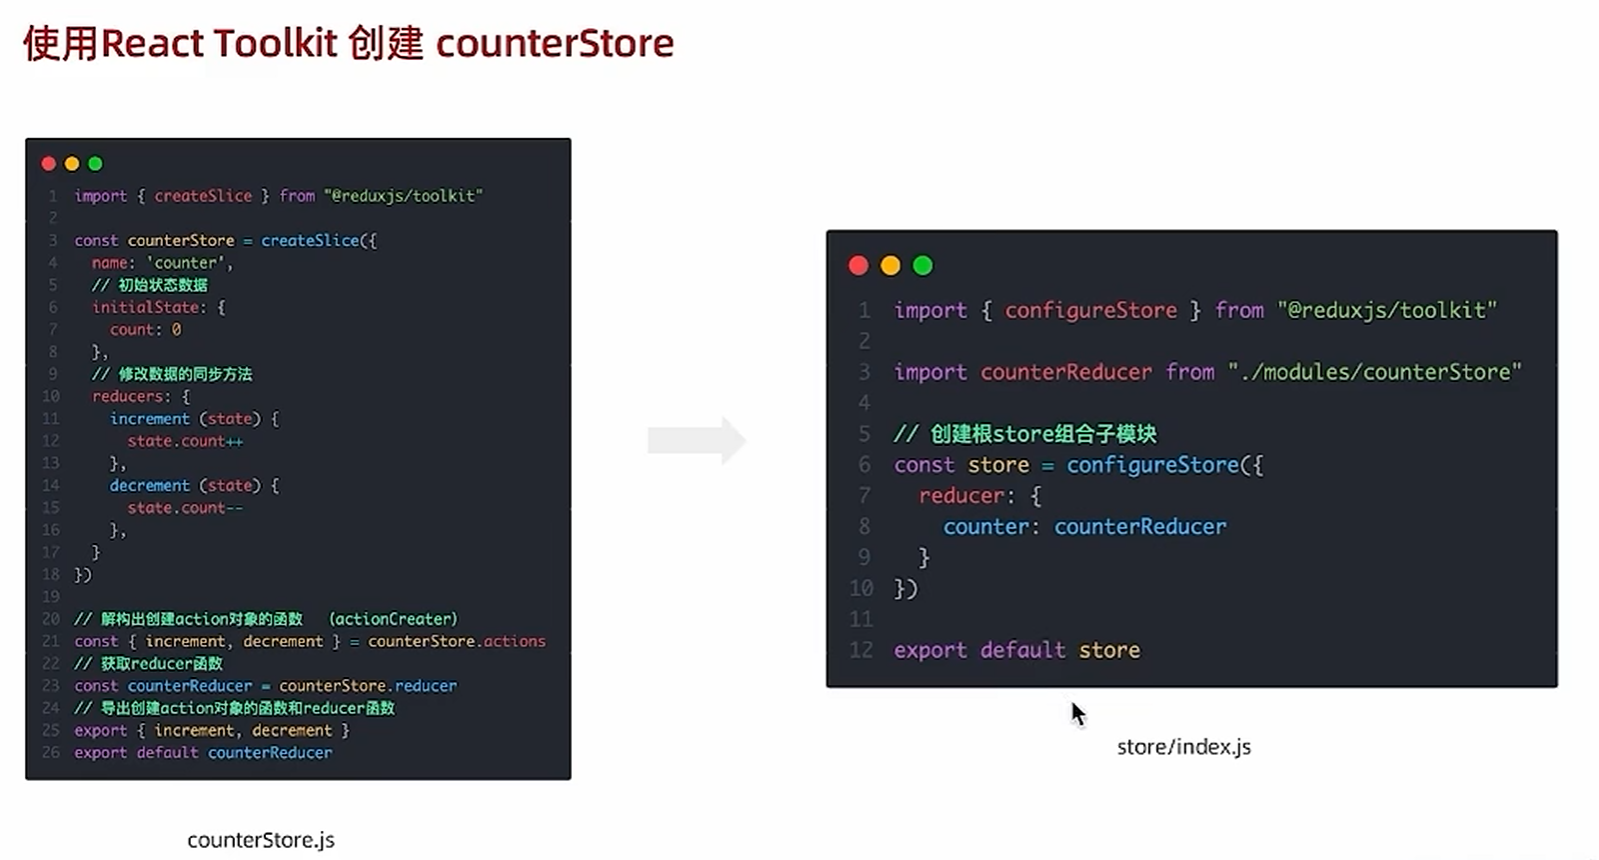 使用React Toolkit 创建 counterStore
1 import { createSlice } from "@reduxjs/toolkit"
2
3 const counterStore = createSlice({
4   name: 'counter',
5   // 初始状态数据
6   initialState: {
7     count: 0
8   },
9   // 修改数据的同步方法
10   reducers: {
11     increment (state) {
12       state.count++
13     },
14     decrement (state) {
15       state.count--
16     },
17   }
18 })
19
20 // 解构出创建action对象的函数 （actionCreater）
21 const { increment, decrement } = counterStore.actions
22 // 获取reducer函数
23 const counterReducer = counterStore.reducer
24 // 导出创建action对象的函数和reducer函数
25 export { increment, decrement }
26 export default counterReducer
counterStore.js
1 import { configureStore } from "@reduxjs/toolkit"
2
3 import counterReducer from "./modules/counterStore"
4
5 // 创建根store组合子模块
6 const store = configureStore({
7   reducer: {
8     counter: counterReducer
9   }
10 })
11
12 export default store
store/index.js